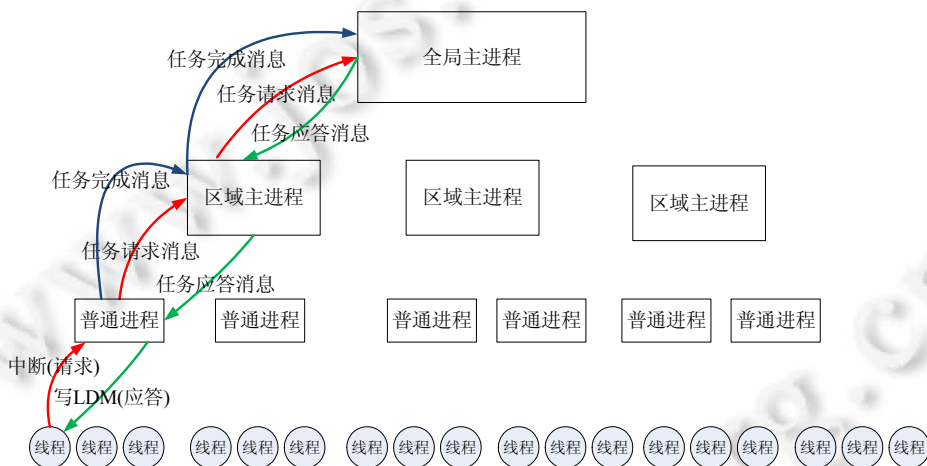 全局主进程
任务完成消息
任务请求消息
任务应答消息
任务完成消息
区域主进程
区域主进程
区域主进程
任务请求消息
任务应答消息
普通进程
普通进程
普通进程
普通进程
普通进程
普通进程
中断(请求)
写LDM(应答)
线程 线程 线程 线程 线程 线程 线程 线程 线程 线程 线程 线程 线程 线程 线程 线程 线程 线程